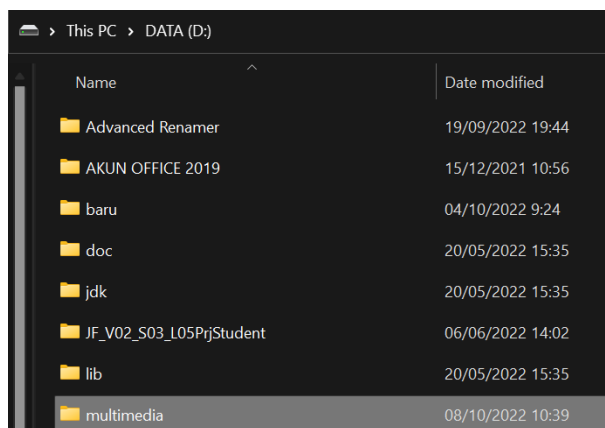 This PC > DATA (D:)
Name Date modified
Advanced Renamer 19/09/2022 19:44
AKUN OFFICE 2019 15/12/2021 10:56
baru 04/10/2022 9:24
doc 20/05/2022 15:35
jdk 20/05/2022 15:35
JF_V02_S03_L05PrjStudent 06/06/2022 14:02
lib 20/05/2022 15:35
multimedia 08/10/2022 10:39